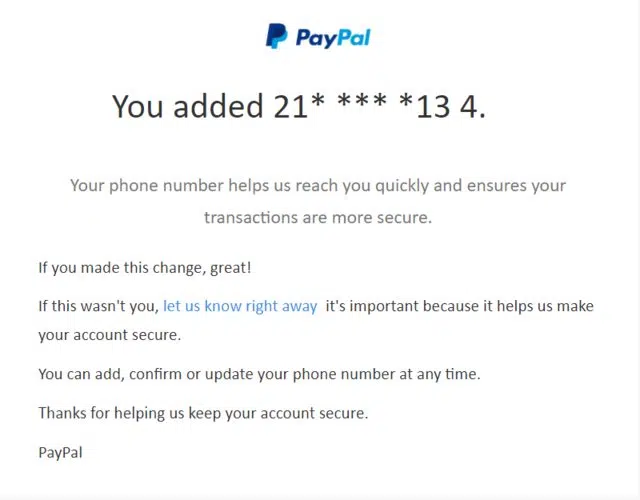 PayPal
You added 21* *** *13 4.
Your phone number helps us reach you quickly and ensures your
transactions are more secure.
If you made this change, great!
If this wasn't you, let us know right away it's important because it helps us make
your account secure.
You can add, confirm or update your phone number at any time.
Thanks for helping us keep your account secure.
PayPal